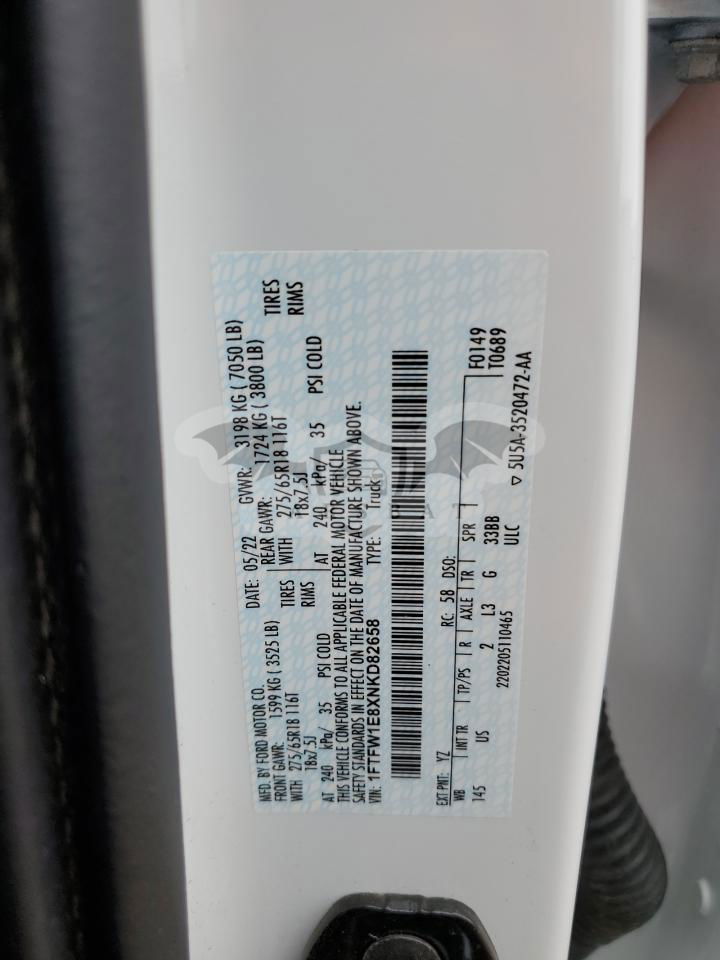 MFD. BY FORD MOTOR CO. DATE: 05/22 GVWR: 3198 KG ( 7050 LB)
FRONT GAWR: 1599 KG ( 3525 LB) REAR GAWR: 1724 KG ( 3800 LB)
WITH 275/65R18 116T TIRES WITH 275/65R18 116T TIRES
18x7.5J RIMS 18x7.5J RIMS
AT 240 kPa/ 35 PSI COLD AT 240 kPa/ 35 PSI COLD
THIS VEHICLE CONFORMS TO ALL APPLICABLE FEDERAL MOTOR VEHICLE
SAFETY STANDARDS IN EFFECT ON THE DATE OF MANUFACTURE SHOWN ABOVE.
VIN: 1FTFW1E8XNKD82658 TYPE: Truck
EXT PNT: YZ RC: 58 DSO: F0149
WB INT TR TP/PS R AXLE TR SPR T0689
145 US 2 L3 G 33BB
2202205110465 ULC 5U5A-3520472-AA